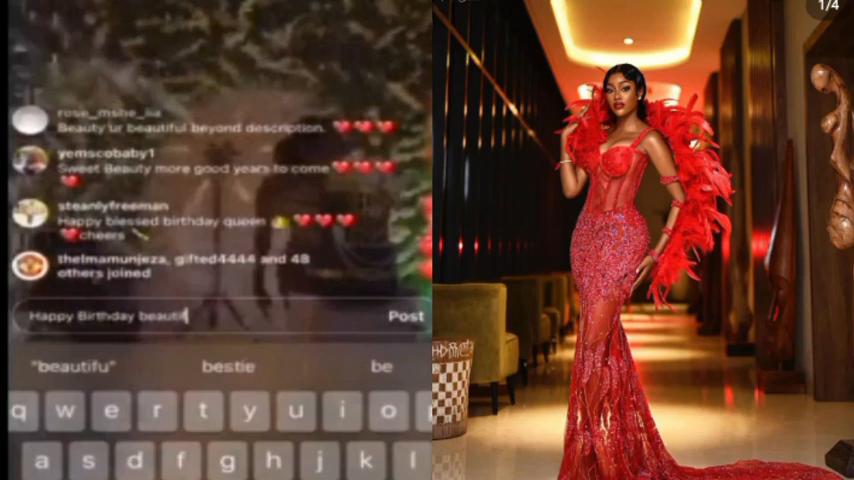 rose_mshe_lia
Beauty ur beautiful beyond description.
yemscobaby1
Sweet Beauty more good years to come
steanlyfreeman
Happy blessed birthday queen
cheers
thelmamunjeza, gifted4444 and 48
others joined
Happy Birthday beautif
Post
"beautifu"
bestie
be
q w e r t y u i o
a s d f g h j k l
1/4